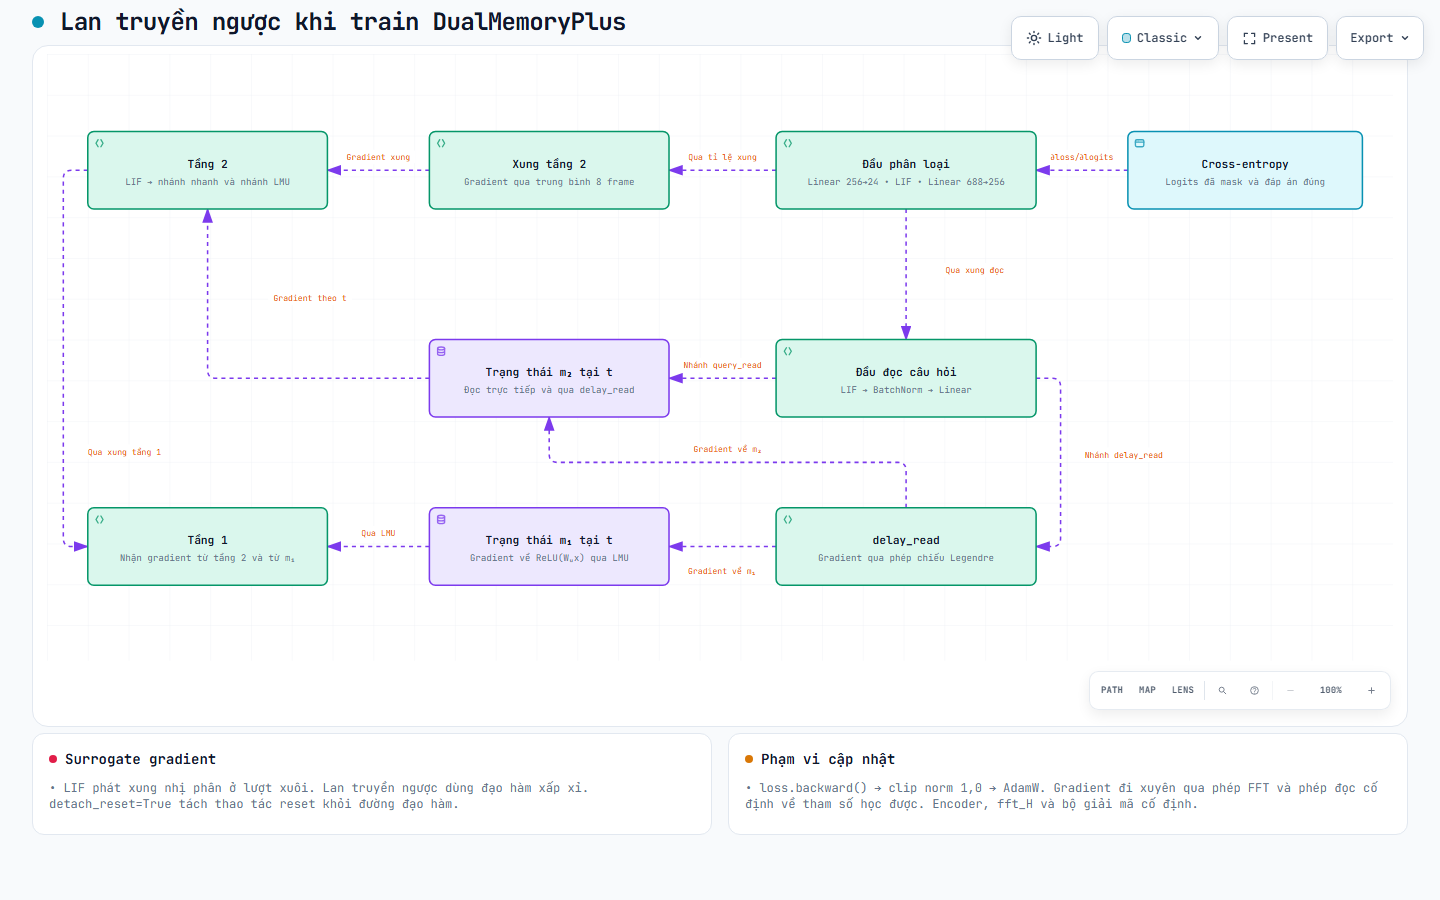 Lan truyền ngược khi train DualMemoryPlus
Light
Classic
Present
Export
Tầng 2
LIF → nhánh nhanh và nhánh LMU
Gradient xung
Xung tầng 2
Gradient qua trung bình 8 frame
Qua tỉ lệ xung
Đầu phân loại
Linear 256→24 • LIF • Linear 688→256
∂loss/∂logits
Cross-entropy
Logits đã mask và đáp án đúng
Qua xung đọc
Gradient theo t
Trạng thái m₂ tại t
Đọc trực tiếp và qua delay_read
Nhánh query_read
Đầu đọc câu hỏi
LIF → BatchNorm → Linear
Gradient về m₂
Qua xung tầng 1
Nhánh delay_read
Tầng 1
Nhận gradient từ tầng 2 và từ m₁
Qua LMU
Trạng thái m₁ tại t
Gradient về ReLU(Wᵤx) qua LMU
Gradient về m₁
delay_read
Gradient qua phép chiếu Legendre
PATH MAP LENS − 100% +
Surrogate gradient
• LIF phát xung nhị phân ở lượt xuôi. Lan truyền ngược dùng đạo hàm xấp xỉ.
detach_reset=True tách thao tác reset khỏi đường đạo hàm.
Phạm vi cập nhật
• loss.backward() → clip norm 1,0 → AdamW. Gradient đi xuyên qua phép FFT và phép đọc cố
định về tham số học được. Encoder, fft_H và bộ giải mã cố định.